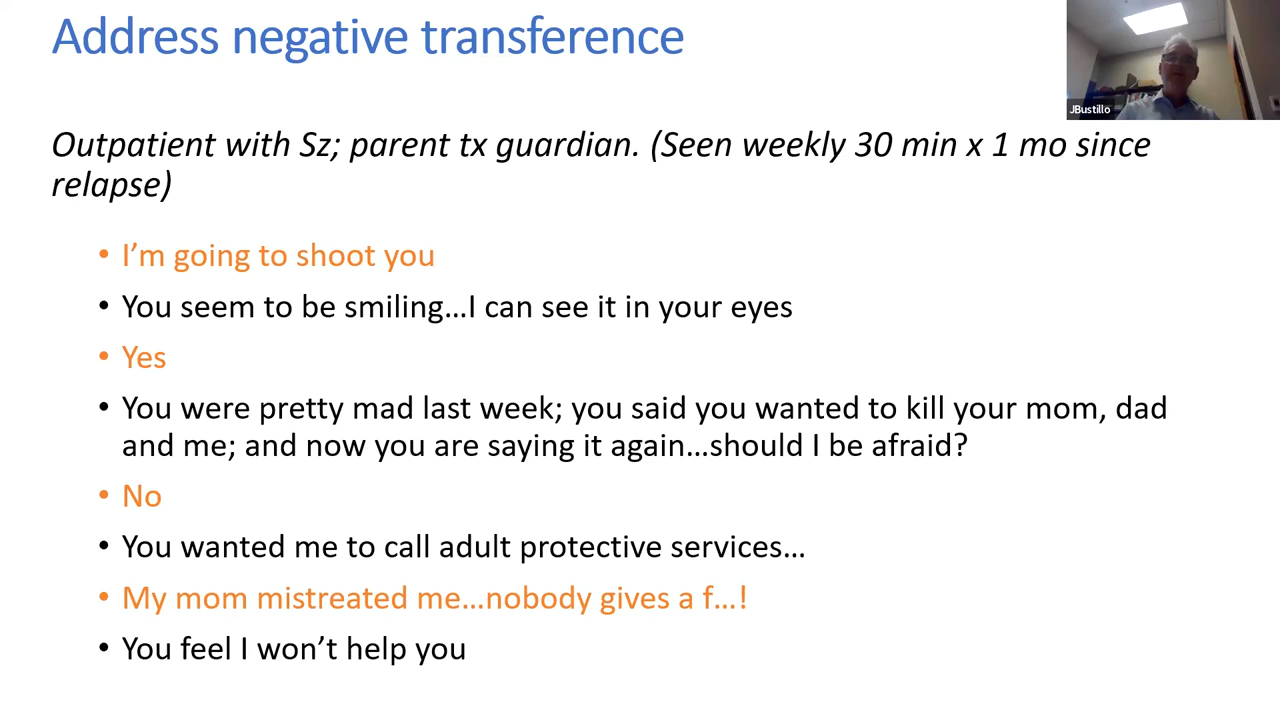 Address negative transference
JBustillo
Outpatient with Sz; parent tx guardian. (Seen weekly 30 min x 1 mo since
relapse)
• I’m going to shoot you
• You seem to be smiling…I can see it in your eyes
• Yes
• You were pretty mad last week; you said you wanted to kill your mom, dad
and me; and now you are saying it again…should I be afraid?
• No
• You wanted me to call adult protective services…
• My mom mistreated me…nobody gives a f…!
• You feel I won’t help you